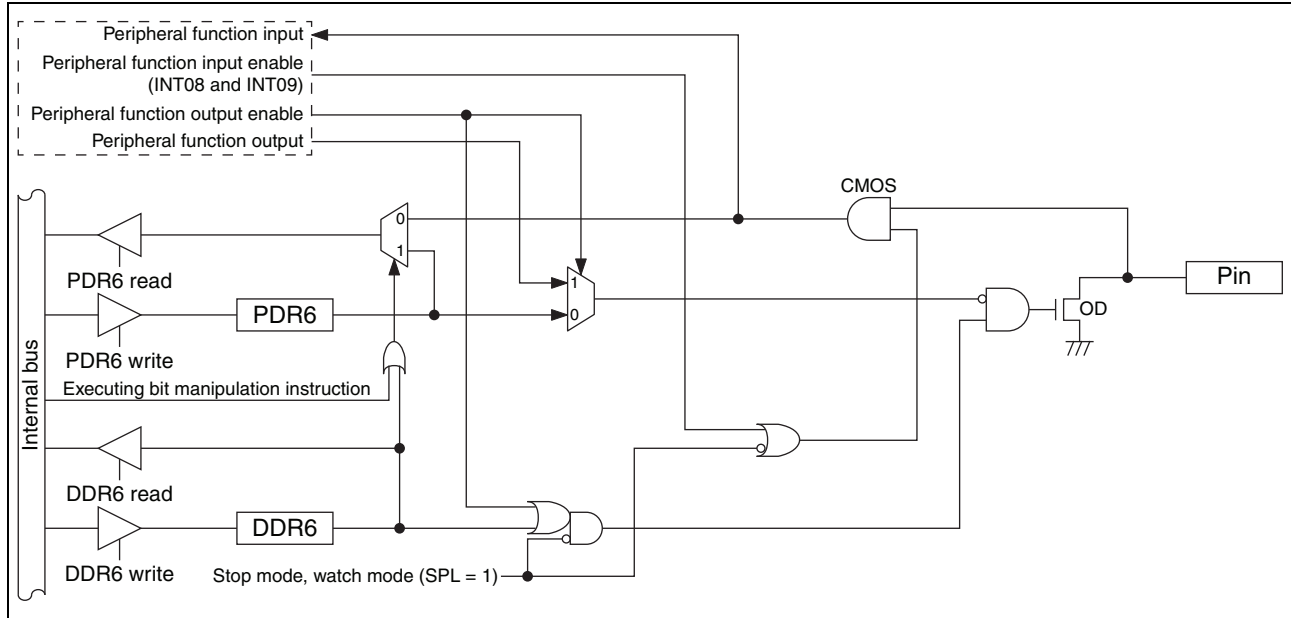 Peripheral function input
Peripheral function input enable
(INT08 and INT09)
Peripheral function output enable
Peripheral function output
CMOS
0
1
PDR6 read
1
0
Pin
OD
PDR6
PDR6 write
Executing bit manipulation instruction
Internal bus
DDR6 read
DDR6
DDR6 write
Stop mode, watch mode (SPL = 1)